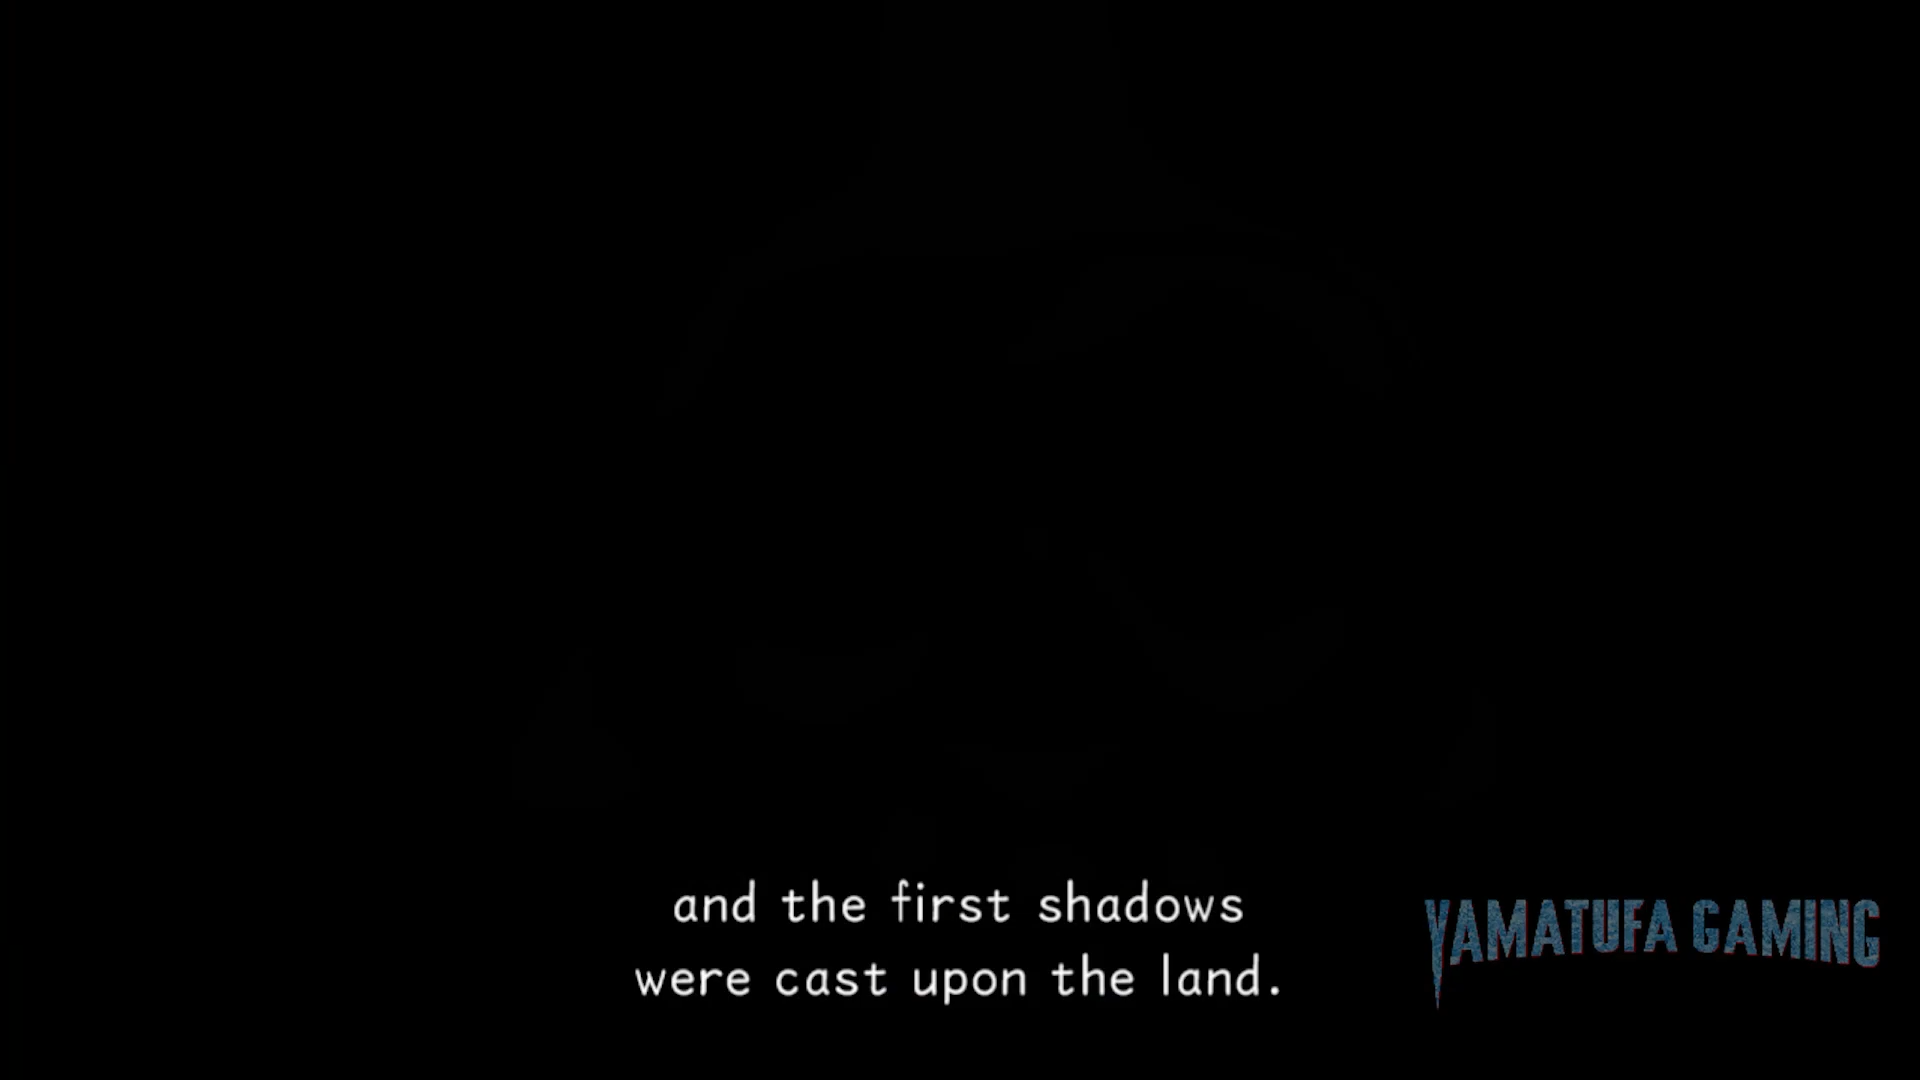 and the first shadows
were cast upon the land.
YAMATUFA GAMING